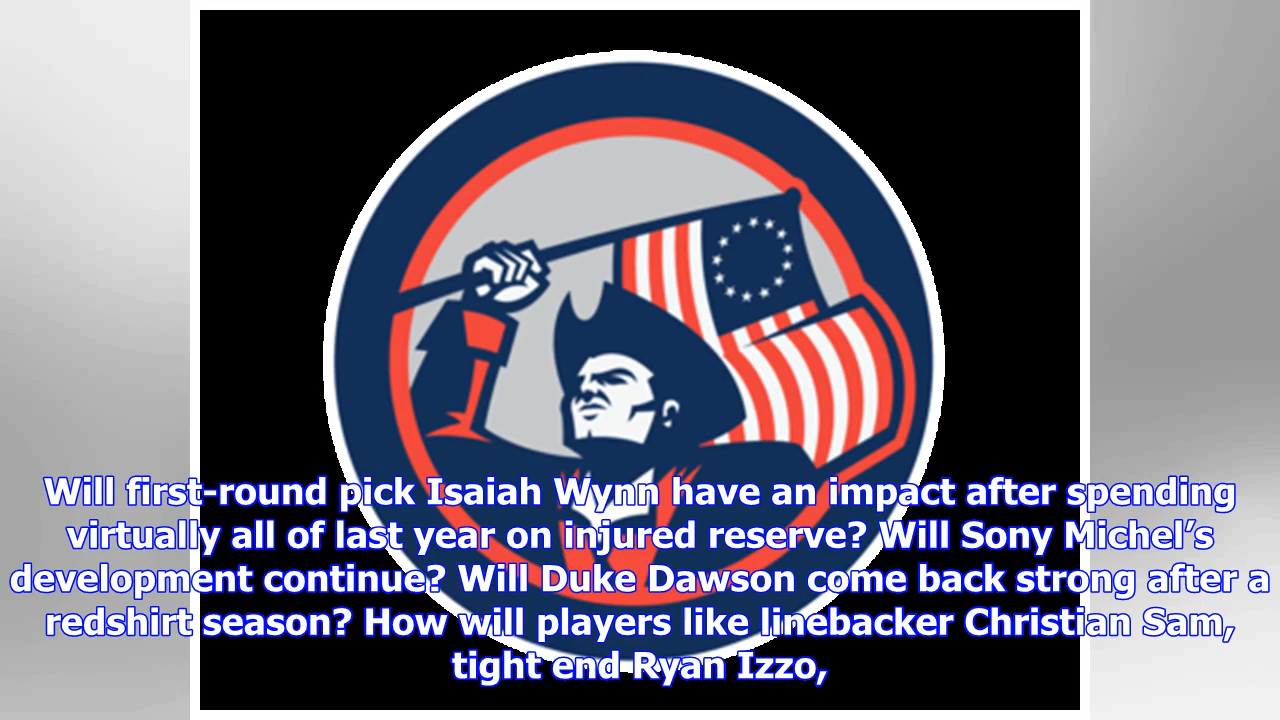 Will first-round pick Isaiah Wynn have an impact after spending
virtually all of last year on injured reserve? Will Sony Michel’s
development continue? Will Duke Dawson come back strong after a
redshirt season? How will players like linebacker Christian Sam,
tight end Ryan Izzo,